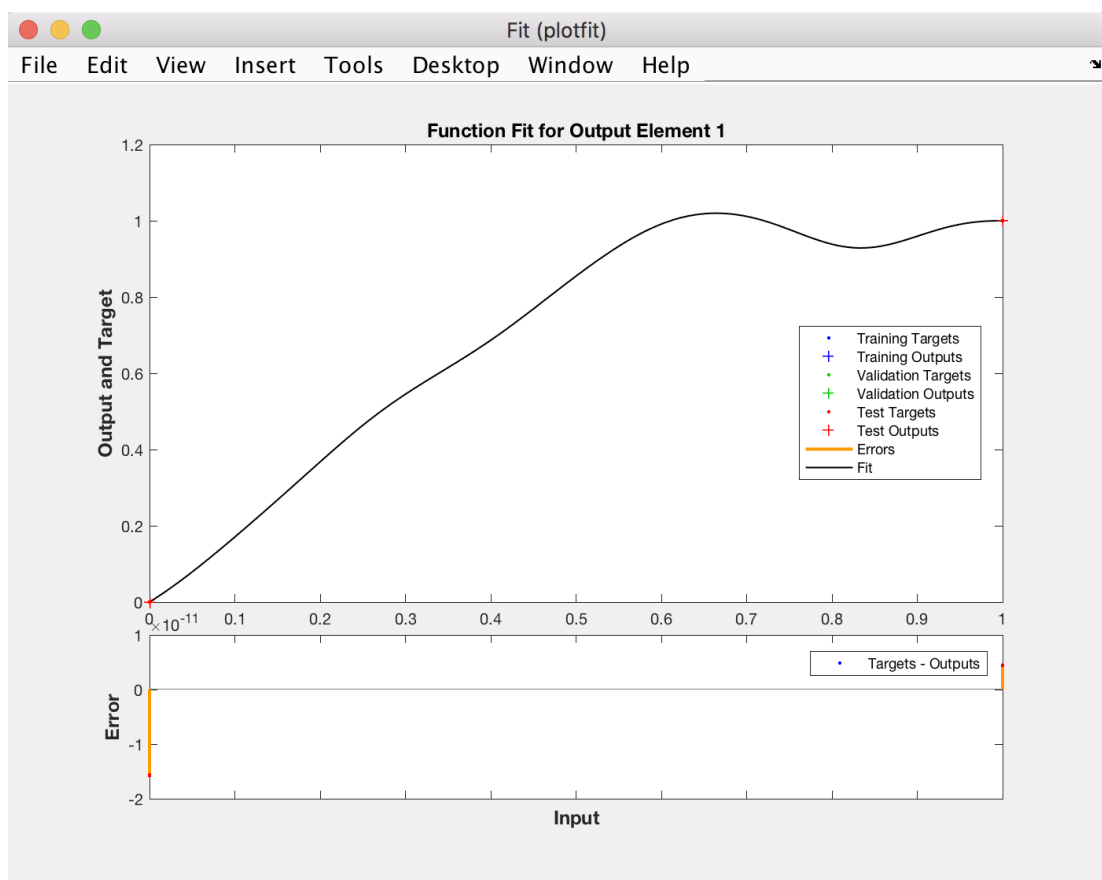 Fit (plotfit)
File Edit View Insert Tools Desktop Window Help
Function Fit for Output Element 1
1.2
1
0.8
0.6
0.4
0.2
0
Output and Target
Training Targets
Training Outputs
Validation Targets
Validation Outputs
Test Targets
Test Outputs
Errors
Fit
0 0.1 0.2 0.3 0.4 0.5 0.6 0.7 0.8 0.9 1
×10⁻¹¹
1
0
-1
-2
Error
Targets - Outputs
Input